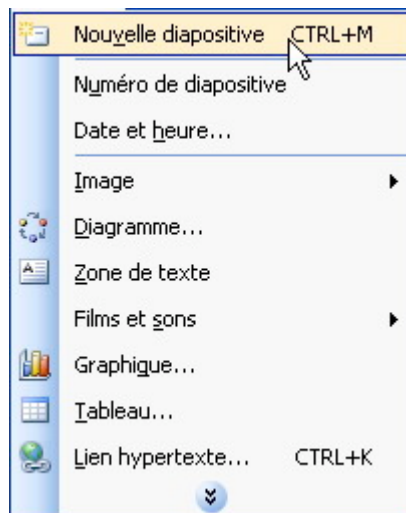 Nouvelle diapositive CTRL+M
Numéro de diapositive
Date et heure...
Image
Diagramme...
Zone de texte
Films et sons
Graphique...
Tableau...
Lien hypertexte... CTRL+K